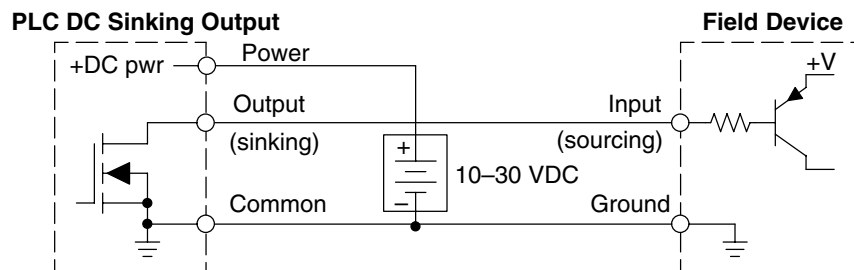 PLC DC Sinking Output
Field Device
+DC pwr
Power
+V
Output
(sinking)
Input
(sourcing)
+
10–30 VDC
–
Common
Ground